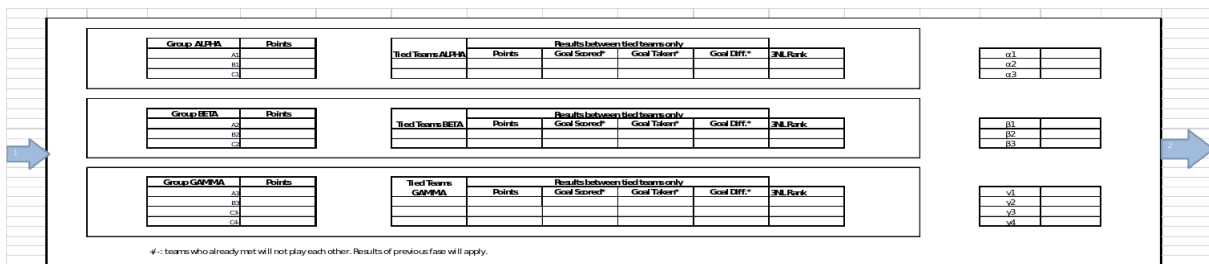 Group ALPHA Points
A1
B1
C1
Tied Teams ALPHA Results between tied teams only
Points Goal Scored* Goal Taken* Goal Diff.* 3NL Rank
α1
α2
α3
Group BETA Points
A2
B2
C2
Tied Teams BETA Results between tied teams only
Points Goal Scored* Goal Taken* Goal Diff.* 3NL Rank
β1
β2
β3
1
2
Group GAMMA Points
A3
B3
C3
C4
Tied Teams GAMMA Results between tied teams only
Points Goal Scored* Goal Taken* Goal Diff.* 3NL Rank
γ1
γ2
γ3
γ4
teams who already met will not play each other. Results of previous fase will apply.